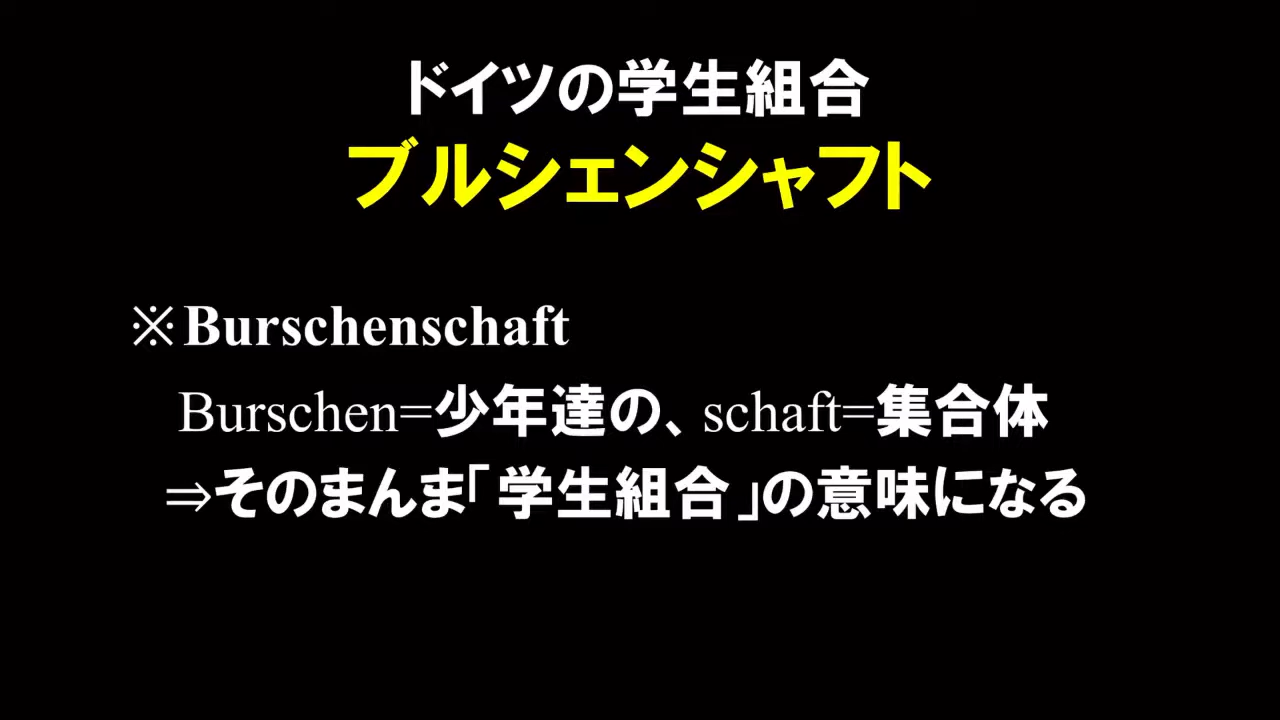 ドイツの学生組合
ブルシェンシャフト
※Burschenschaft
Burschen=少年達の、schaft=集合体
⇒そのまんま「学生組合」の意味になる